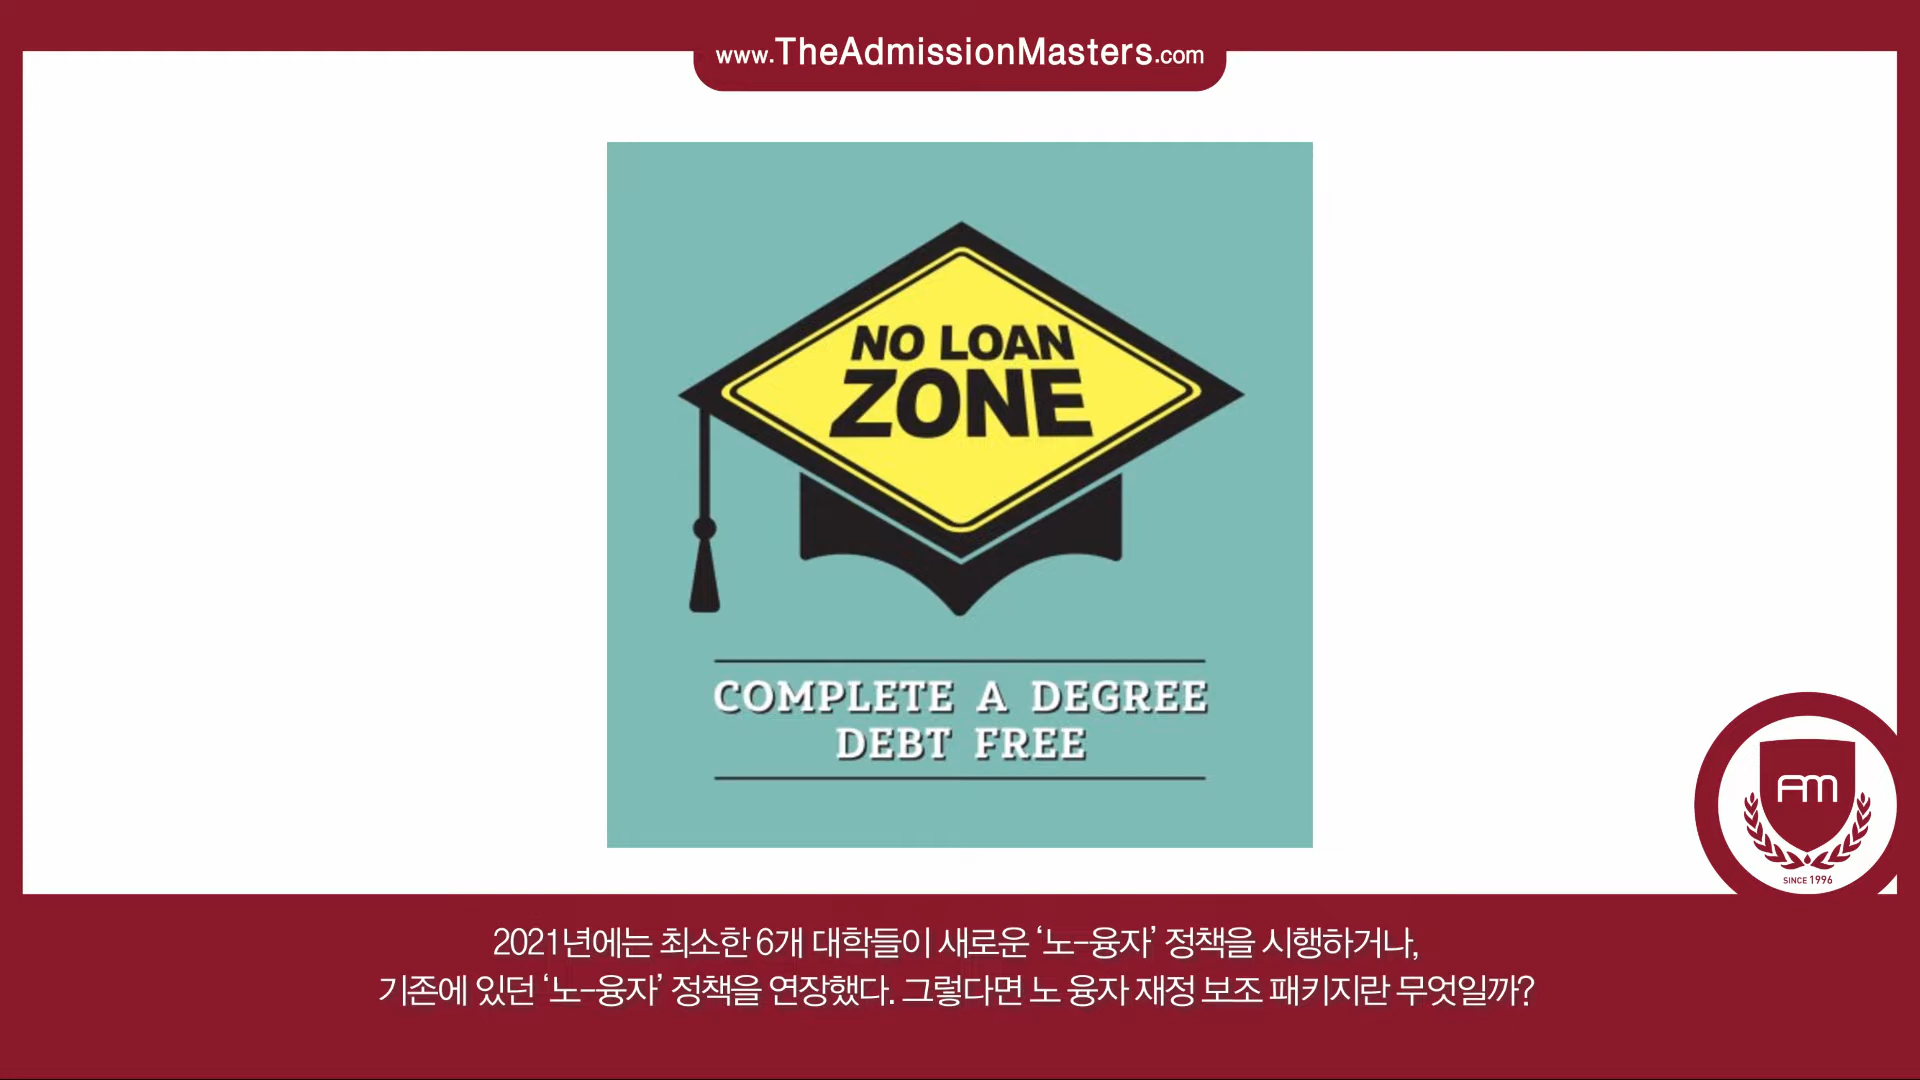 www.TheAdmissionMasters.com
NO LOAN
ZONE
COMPLETE A DEGREE
DEBT FREE
AM
SINCE 1996
2021년에는 최소한 6개 대학들이 새로운 ‘노-융자’ 정책을 시행하거나,
기존에 있던 ‘노-융자’ 정책을 연장했다. 그렇다면 노 융자 재정 보조 패키지란 무엇일까?